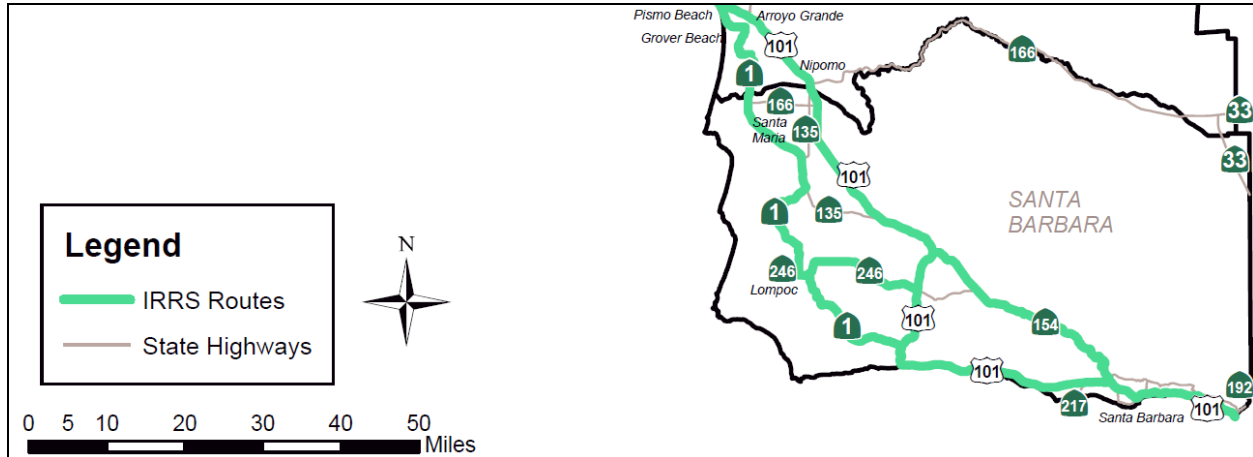 Pismo Beach
Arroyo Grande
Grover Beach
101
Nipomo
166
1
166
33
Santa
Maria
135
33
101
SANTA
BARBARA
1
135
Legend
N
246
246
Lompoc
IRRS Routes
1
101
154
State Highways
101
192
217
Santa Barbara
101
0 5 10 20 30 40 50
Miles